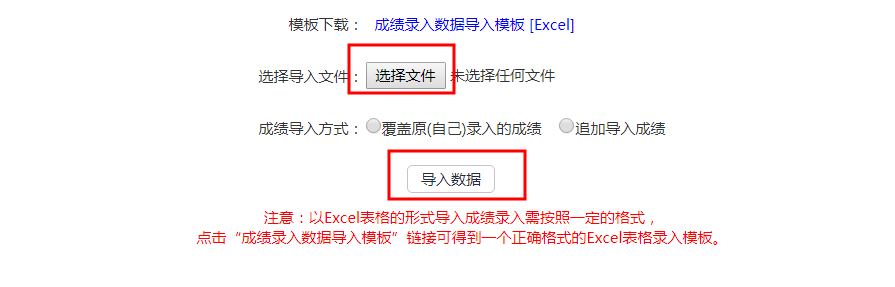 模板下载： 成绩录入数据导入模板 [Excel]
选择导入文件：选择文件 未选择任何文件
成绩导入方式：覆盖原(自己)录入的成绩 追加导入成绩
导入数据
注意：以Excel表格的形式导入成绩录入需按照一定的格式，
点击“成绩录入数据导入模板”链接可得到一个正确格式的Excel表格录入模板。